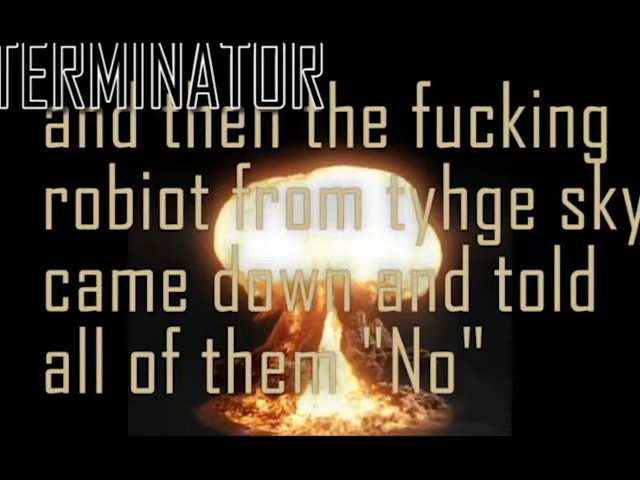 TERMINATOR
and then the fucking
robiot from tyhge sky
came down and told
all of them "No"